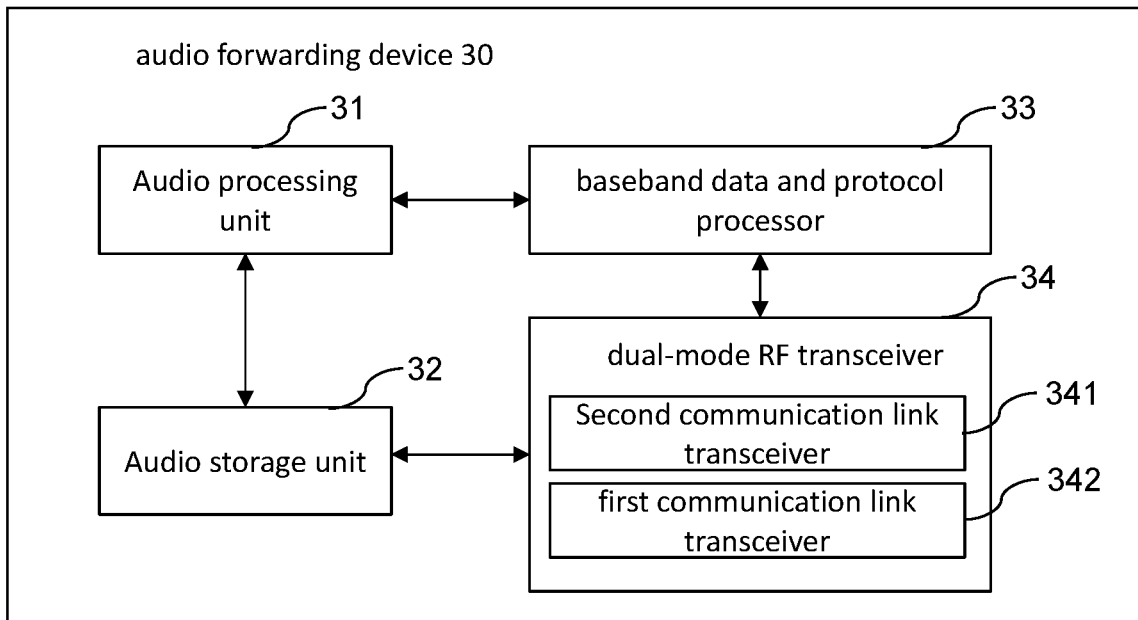 audio forwarding device 30
31
33
Audio processing
unit
baseband data and protocol
processor
34
dual-mode RF transceiver
32
341
Second communication link
transceiver
Audio storage unit
342
first communication link
transceiver